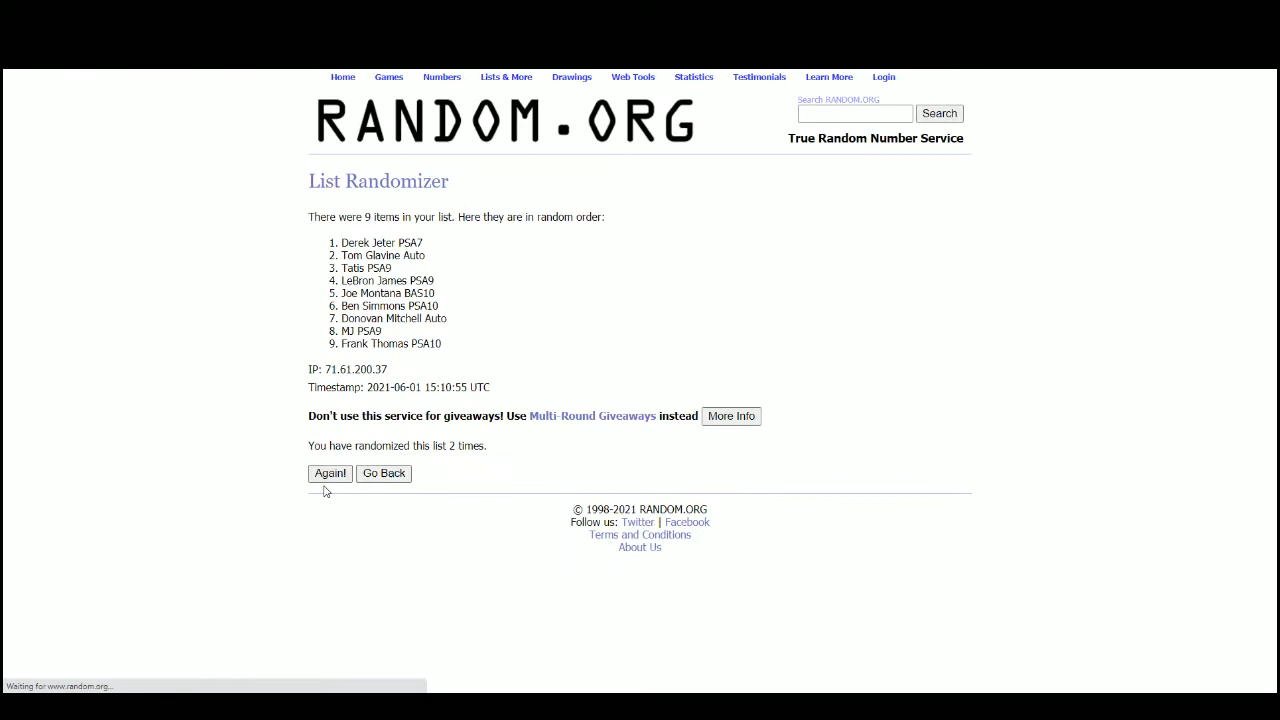 Home Games Numbers Lists & More Drawings Web Tools Statistics Testimonials Learn More Login
RANDOM.ORG
Search RANDOM.ORG
Search
True Random Number Service
List Randomizer
There were 9 items in your list. Here they are in random order:
1. Derek Jeter PSA7
2. Tom Glavine Auto
3. Tatis PSA9
4. LeBron James PSA9
5. Joe Montana BAS10
6. Ben Simmons PSA10
7. Donovan Mitchell Auto
8. MJ PSA9
9. Frank Thomas PSA10
IP: 71.61.200.37
Timestamp: 2021-06-01 15:10:55 UTC
Don't use this service for giveaways! Use Multi-Round Giveaways instead More Info
You have randomized this list 2 times.
Again! Go Back
© 1998-2021 RANDOM.ORG
Follow us: Twitter | Facebook
Terms and Conditions
About Us
Waiting for www.random.org...